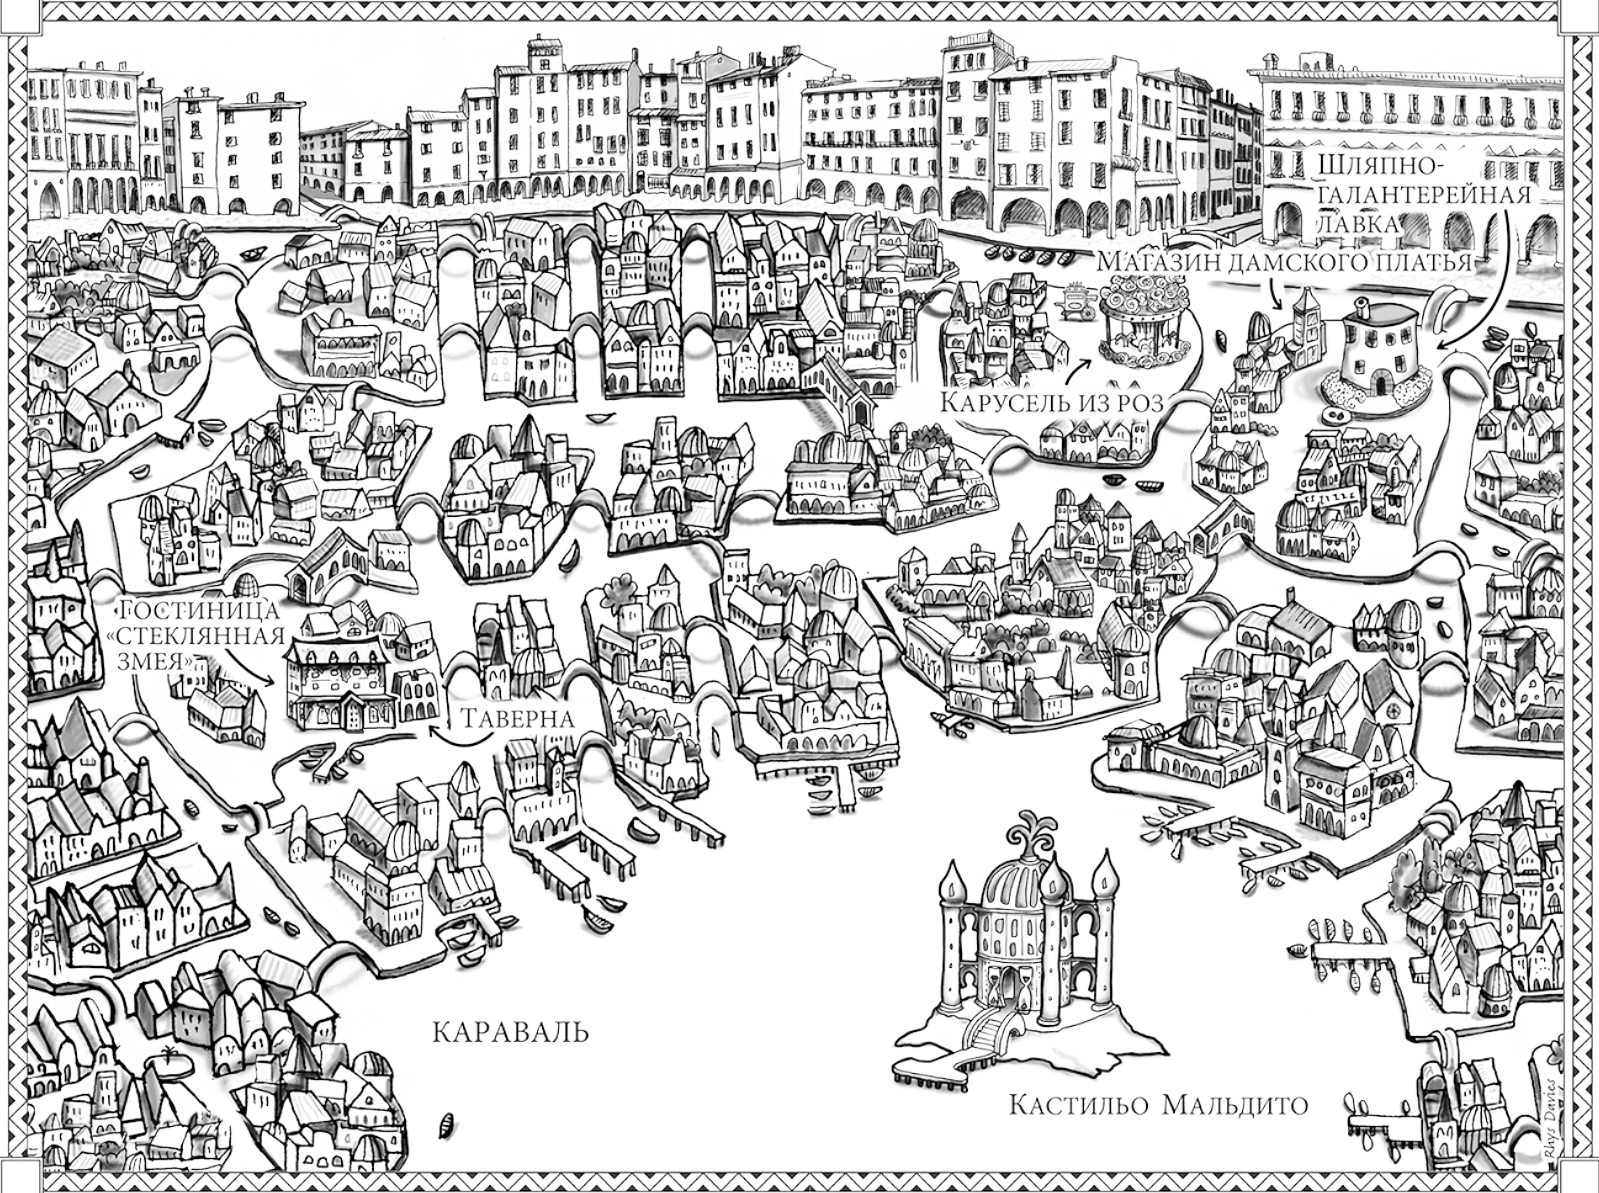 Шляпно-
галантерейная
лавка
Магазин дамского платья
Карусель из роз
Гостиница
«Стеклянная
змея»
Таверна
КАРАВАЛЬ
Кастильо Мальдито
Rhys Davies